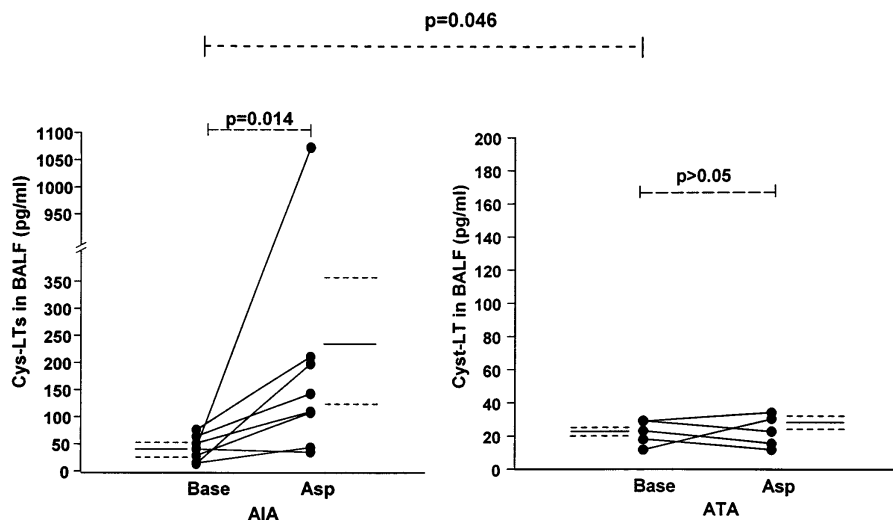 p=0.046
p=0.014
1100
1050
1000
950
350
300
250
200
150
100
50
0
Cys-LTs in BALF (pg/ml)
Base
Asp
AIA
p>0.05
200
180
160
140
120
100
80
60
40
20
0
Cyst-LT in BALF (pg/ml)
Base
Asp
ATA